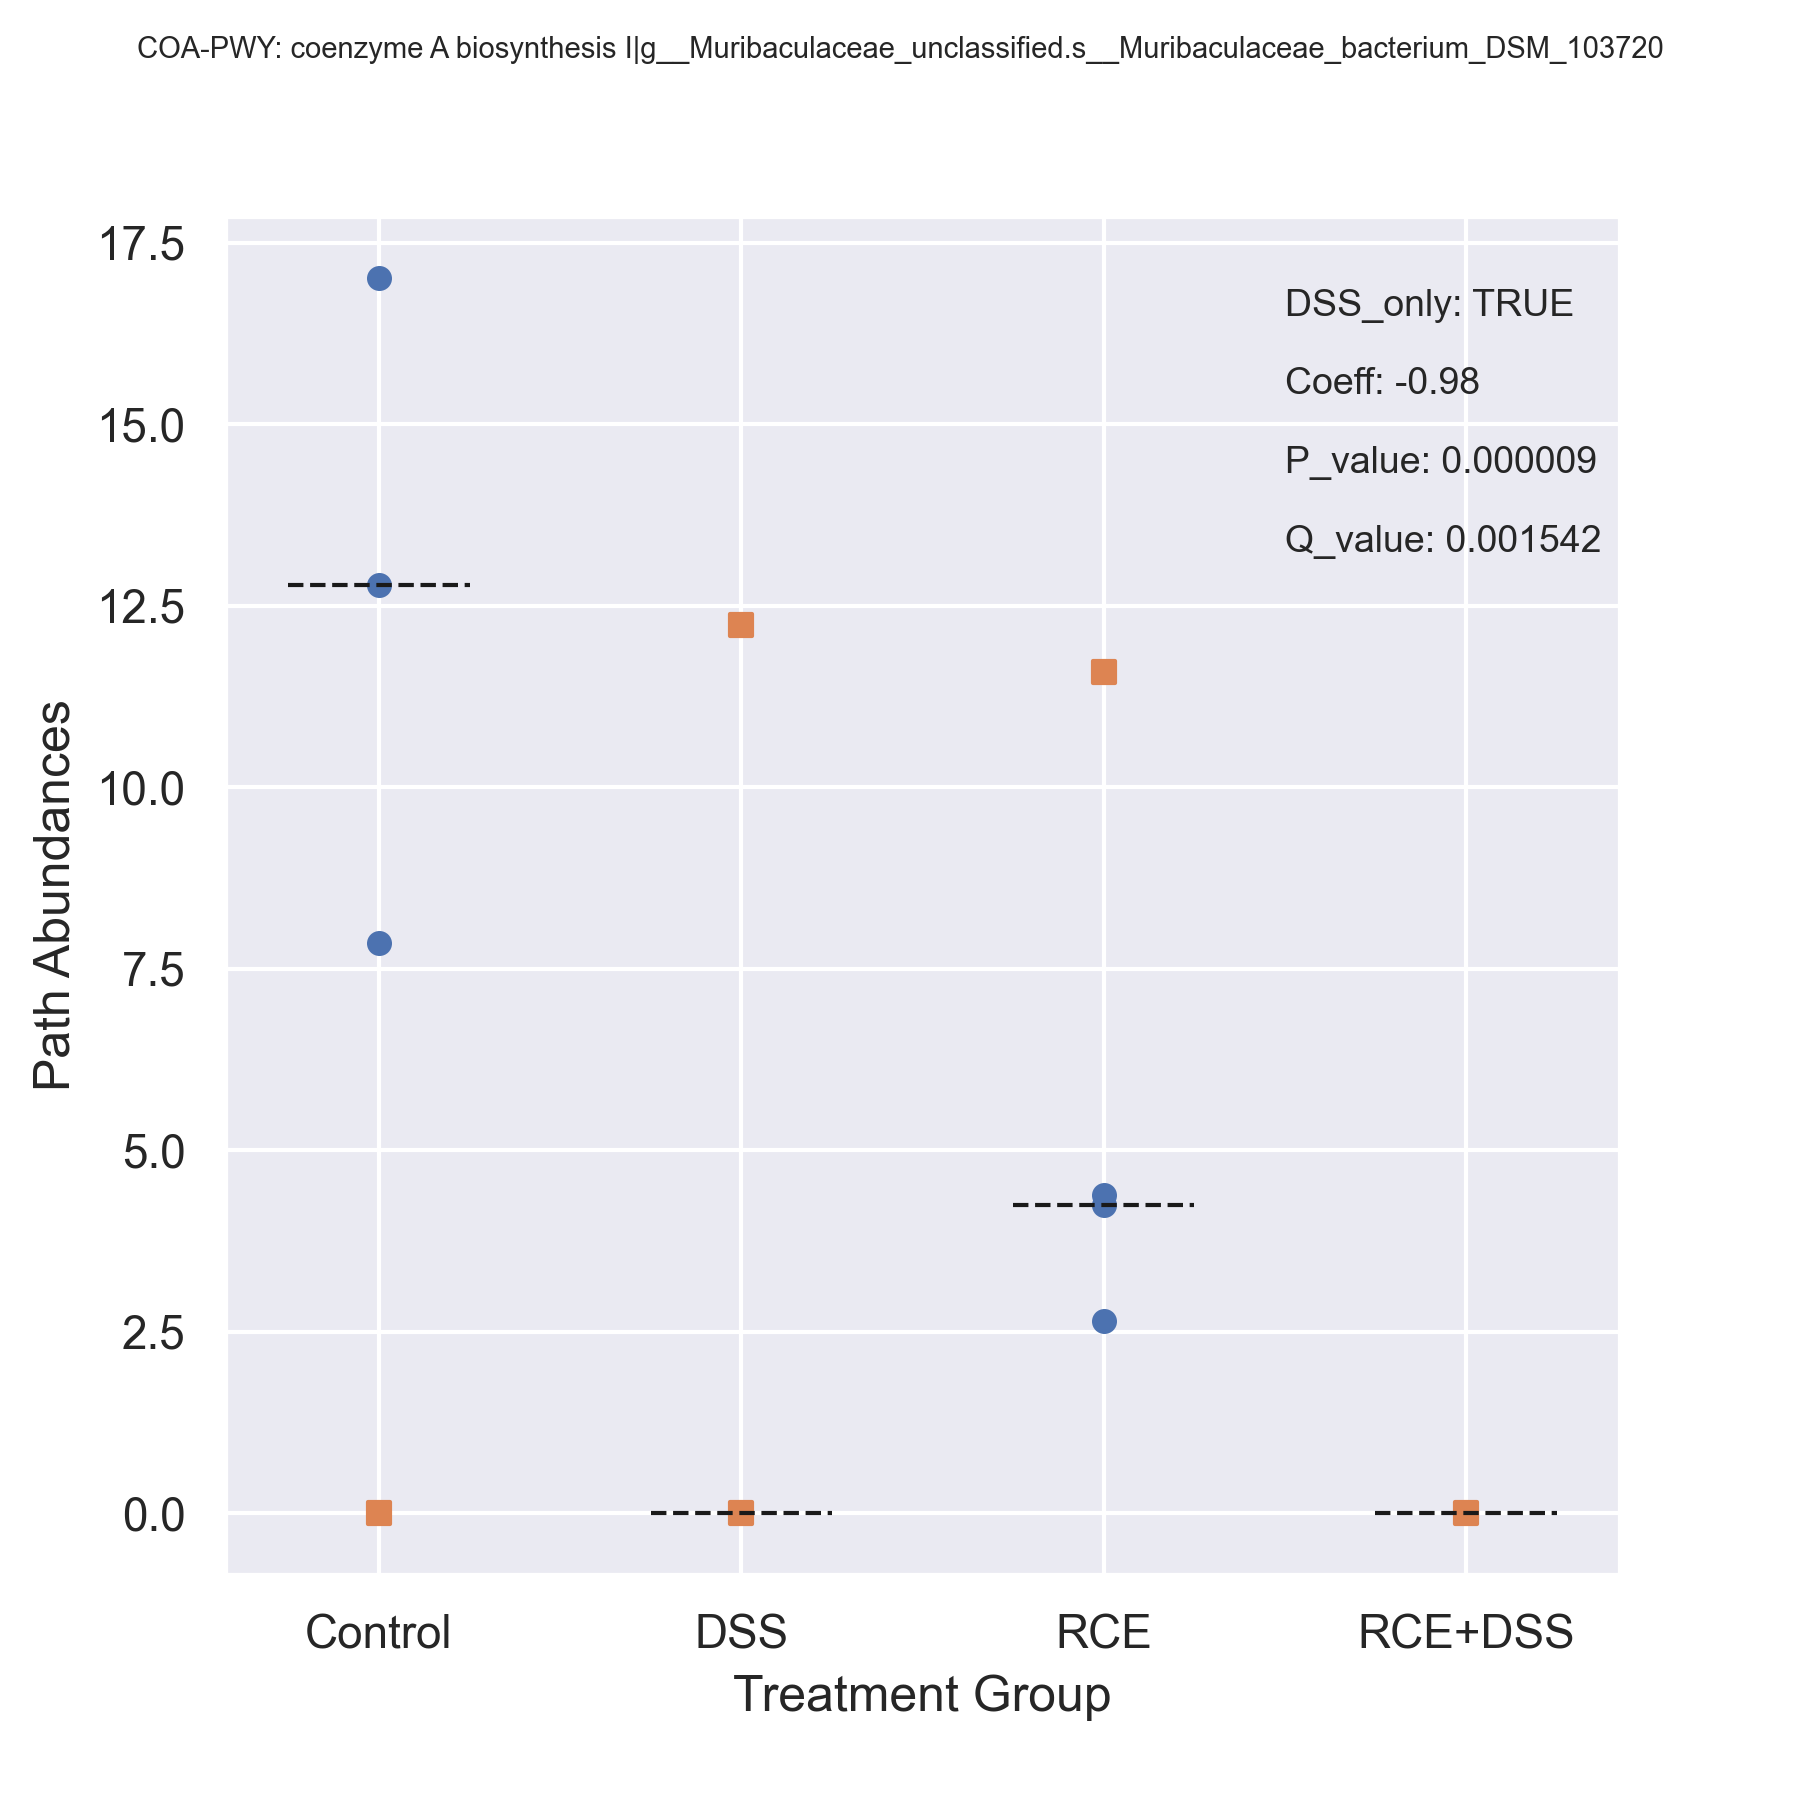 COA-PWY: coenzyme A biosynthesis I|g__Muribaculaceae_unclassified.s__Muribaculaceae_bacterium_DSM_103720
17.5
15.0
12.5
10.0
7.5
5.0
2.5
0.0
Path Abundances
DSS_only: TRUE
Coeff: -0.98
P_value: 0.000009
Q_value: 0.001542
Control DSS RCE RCE+DSS
Treatment Group